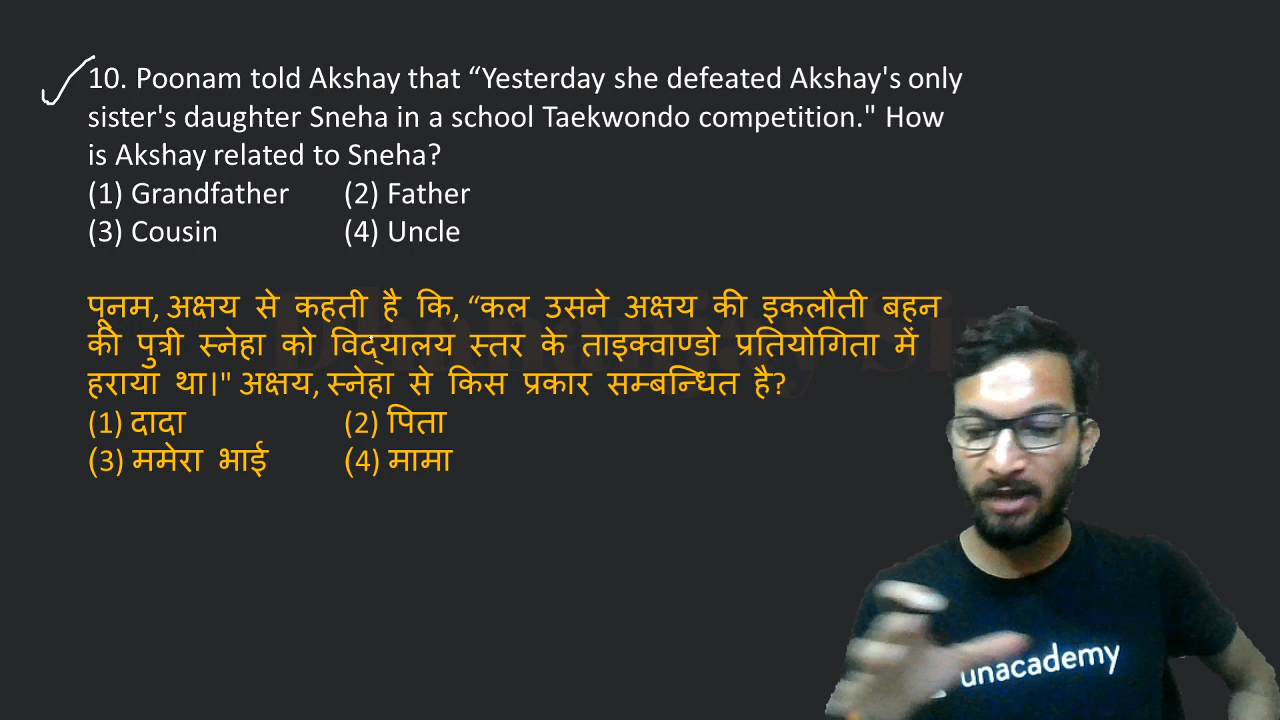 10. Poonam told Akshay that “Yesterday she defeated Akshay's only
sister's daughter Sneha in a school Taekwondo competition." How
is Akshay related to Sneha?
(1) Grandfather (2) Father
(3) Cousin (4) Uncle
पूनम, अक्षय से कहती है कि, “कल उसने अक्षय की इकलौती बहन
की पुत्री स्नेहा को विद्यालय स्तर के ताइक्वाण्डो प्रतियोगिता में
हराया था।" अक्षय, स्नेहा से किस प्रकार सम्बन्धित है?
(1) दादा (2) पिता
(3) ममेरा भाई (4) मामा
unacademy